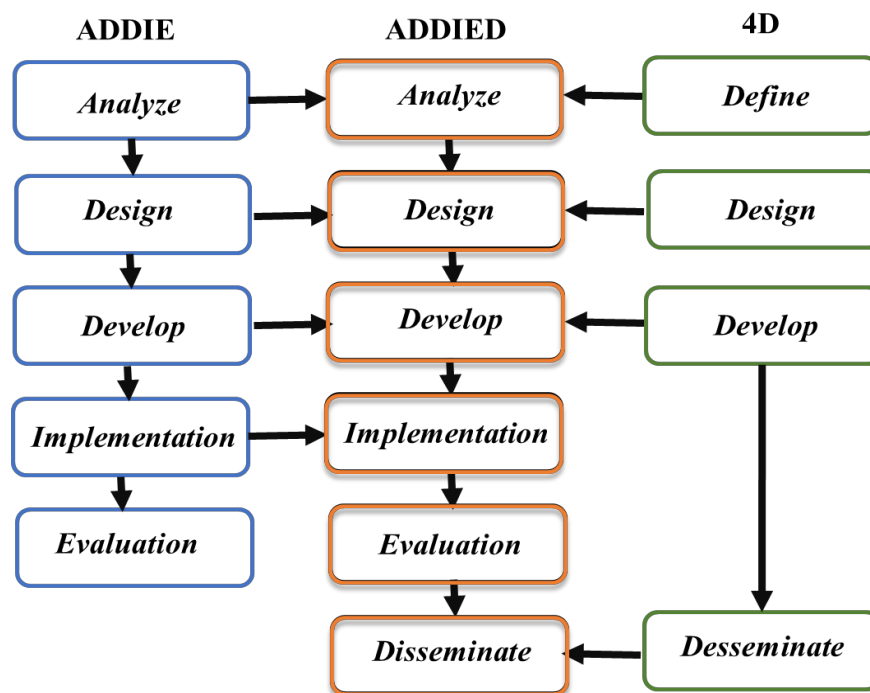 ADDIE ADDIED 4D
Analyze Analyze Define
Design Design Design
Develop Develop Develop
Implementation Implementation
Evaluation Evaluation
Disseminate Desseminate